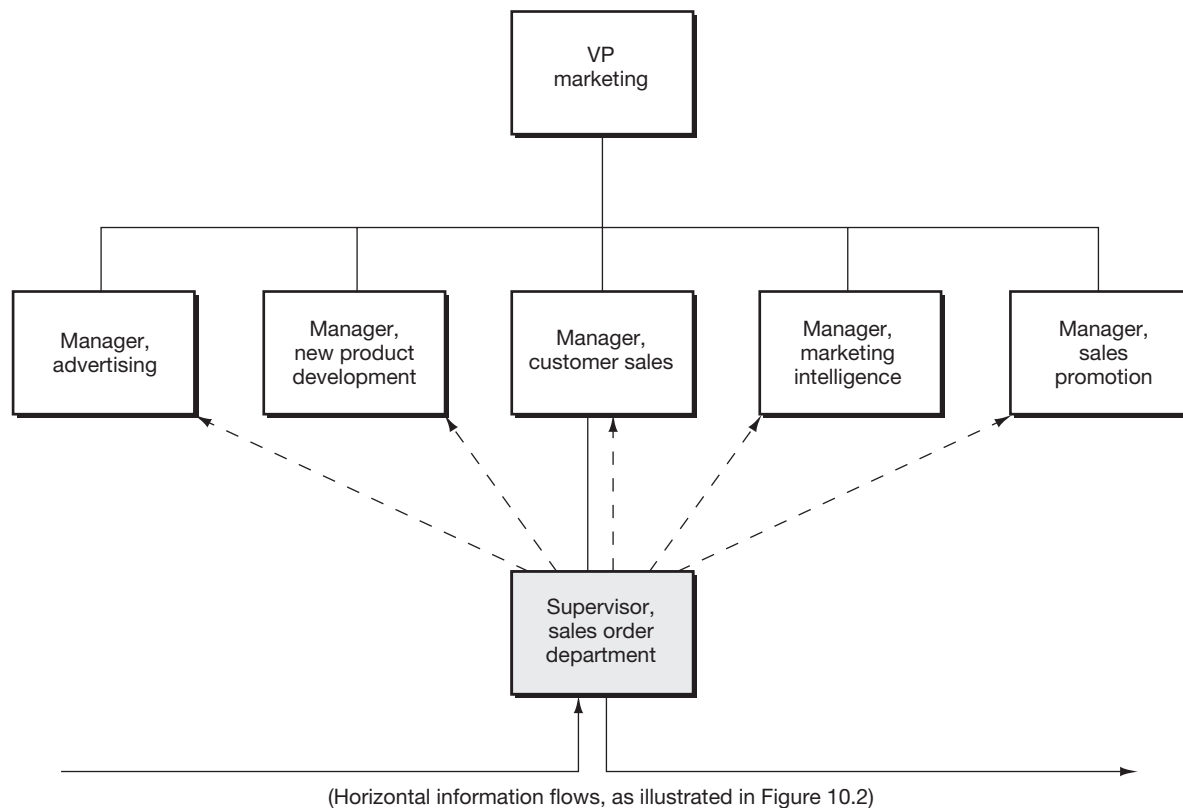 VP
marketing
Manager,
advertising
Manager,
new product
development
Manager,
customer sales
Manager,
marketing
intelligence
Manager,
sales
promotion
Supervisor,
sales order
department
(Horizontal information flows, as illustrated in Figure 10.2)